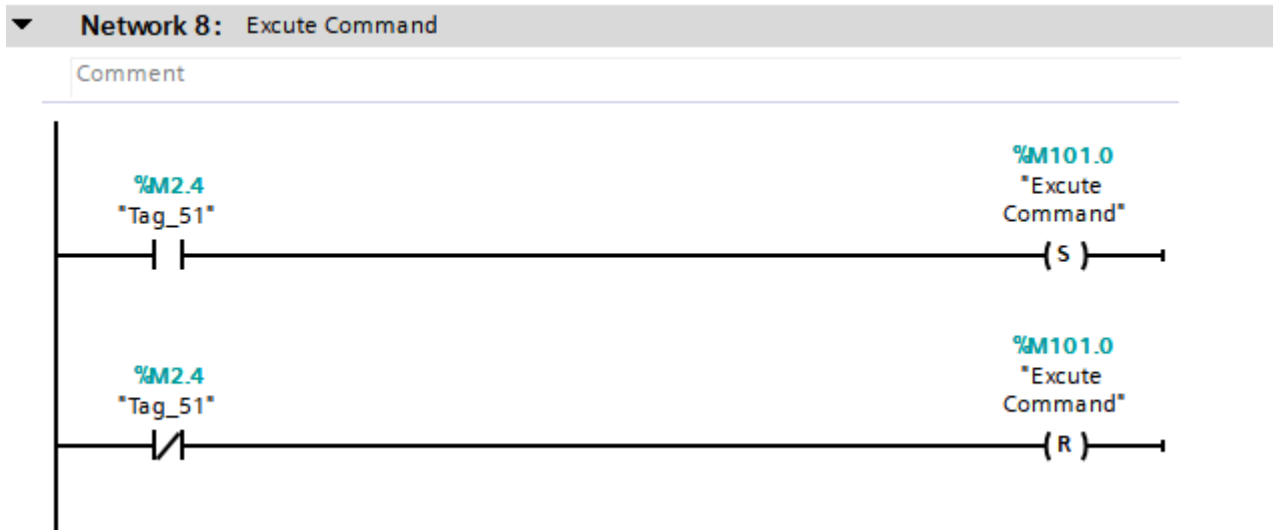 Network 8: Excute Command
Comment
%M2.4
"Tag_51"
%M101.0
"Excute
Command"
S
%M2.4
"Tag_51"
%M101.0
"Excute
Command"
R